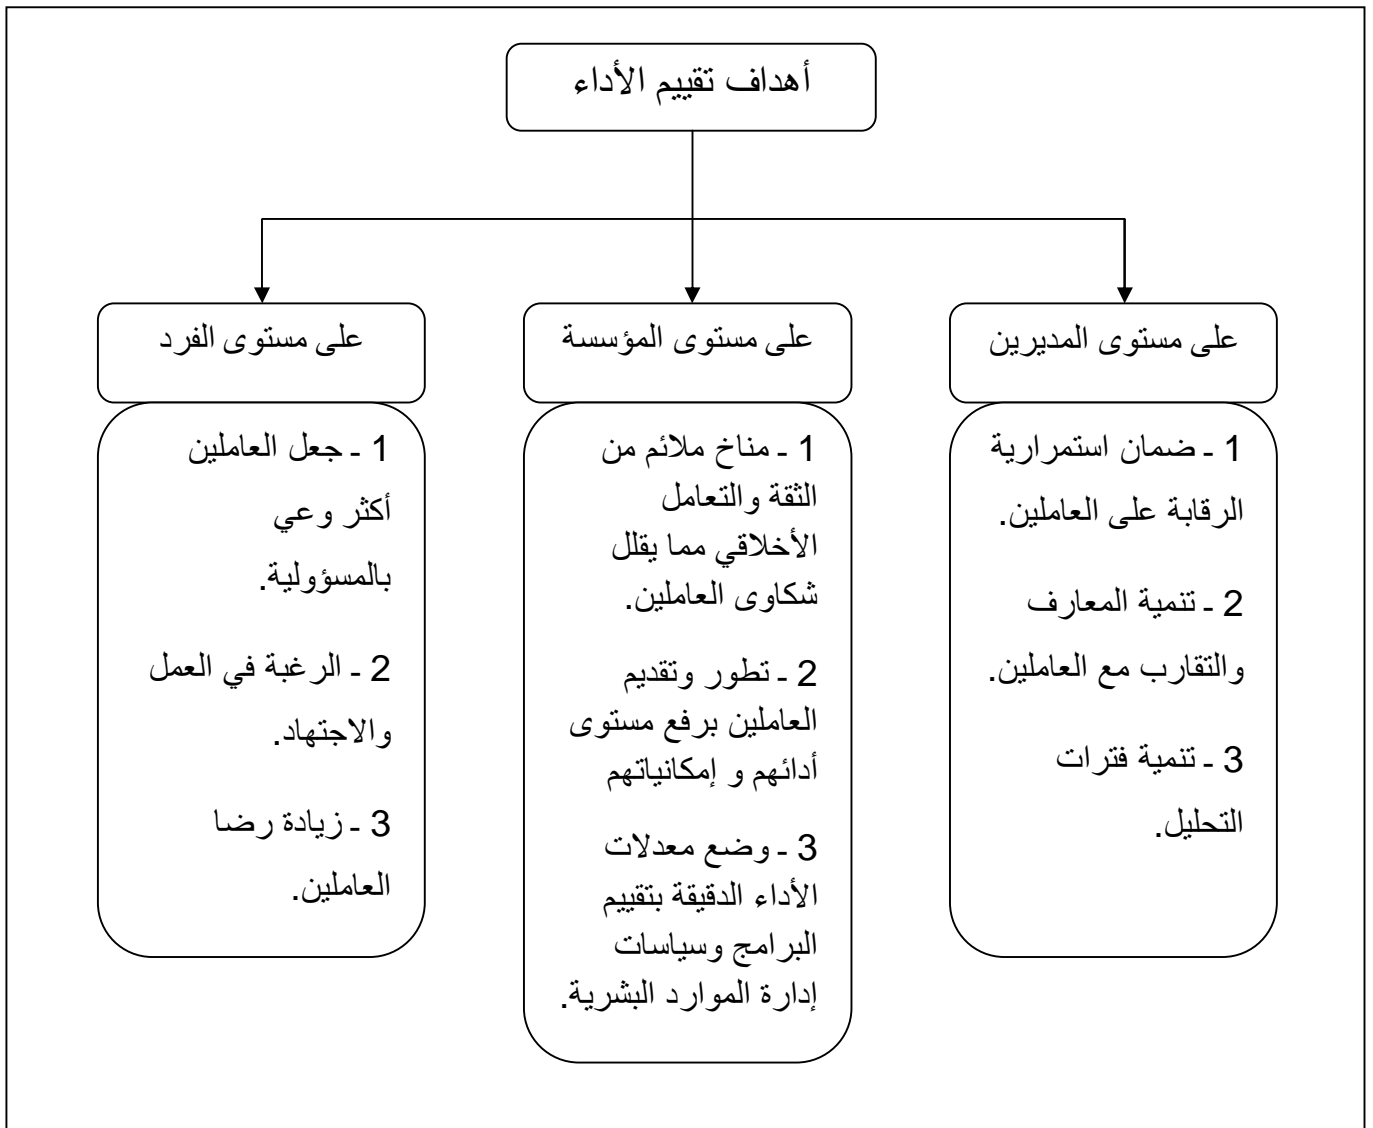 أهداف تقييم الأداء
على مستوى المديرين
1 ـ ضمان استمرارية
الرقابة على العاملين.
2 ـ تنمية المعارف
والتقارب مع العاملين.
3 ـ تنمية فترات
التحليل.
على مستوى المؤسسة
1 ـ مناخ ملائم من
الثقة والتعامل
الأخلاقي مما يقلل
شكاوى العاملين.
2 ـ تطور وتقديم
العاملين برفع مستوى
أدائهم و إمكانياتهم
3 ـ وضع معدلات
الأداء الدقيقة بتقييم
البرامج وسياسات
إدارة الموارد البشرية.
على مستوى الفرد
1 ـ جعل العاملين
أكثر وعي
بالمسؤولية.
2 ـ الرغبة في العمل
والاجتهاد.
3 ـ زيادة رضا
العاملين.